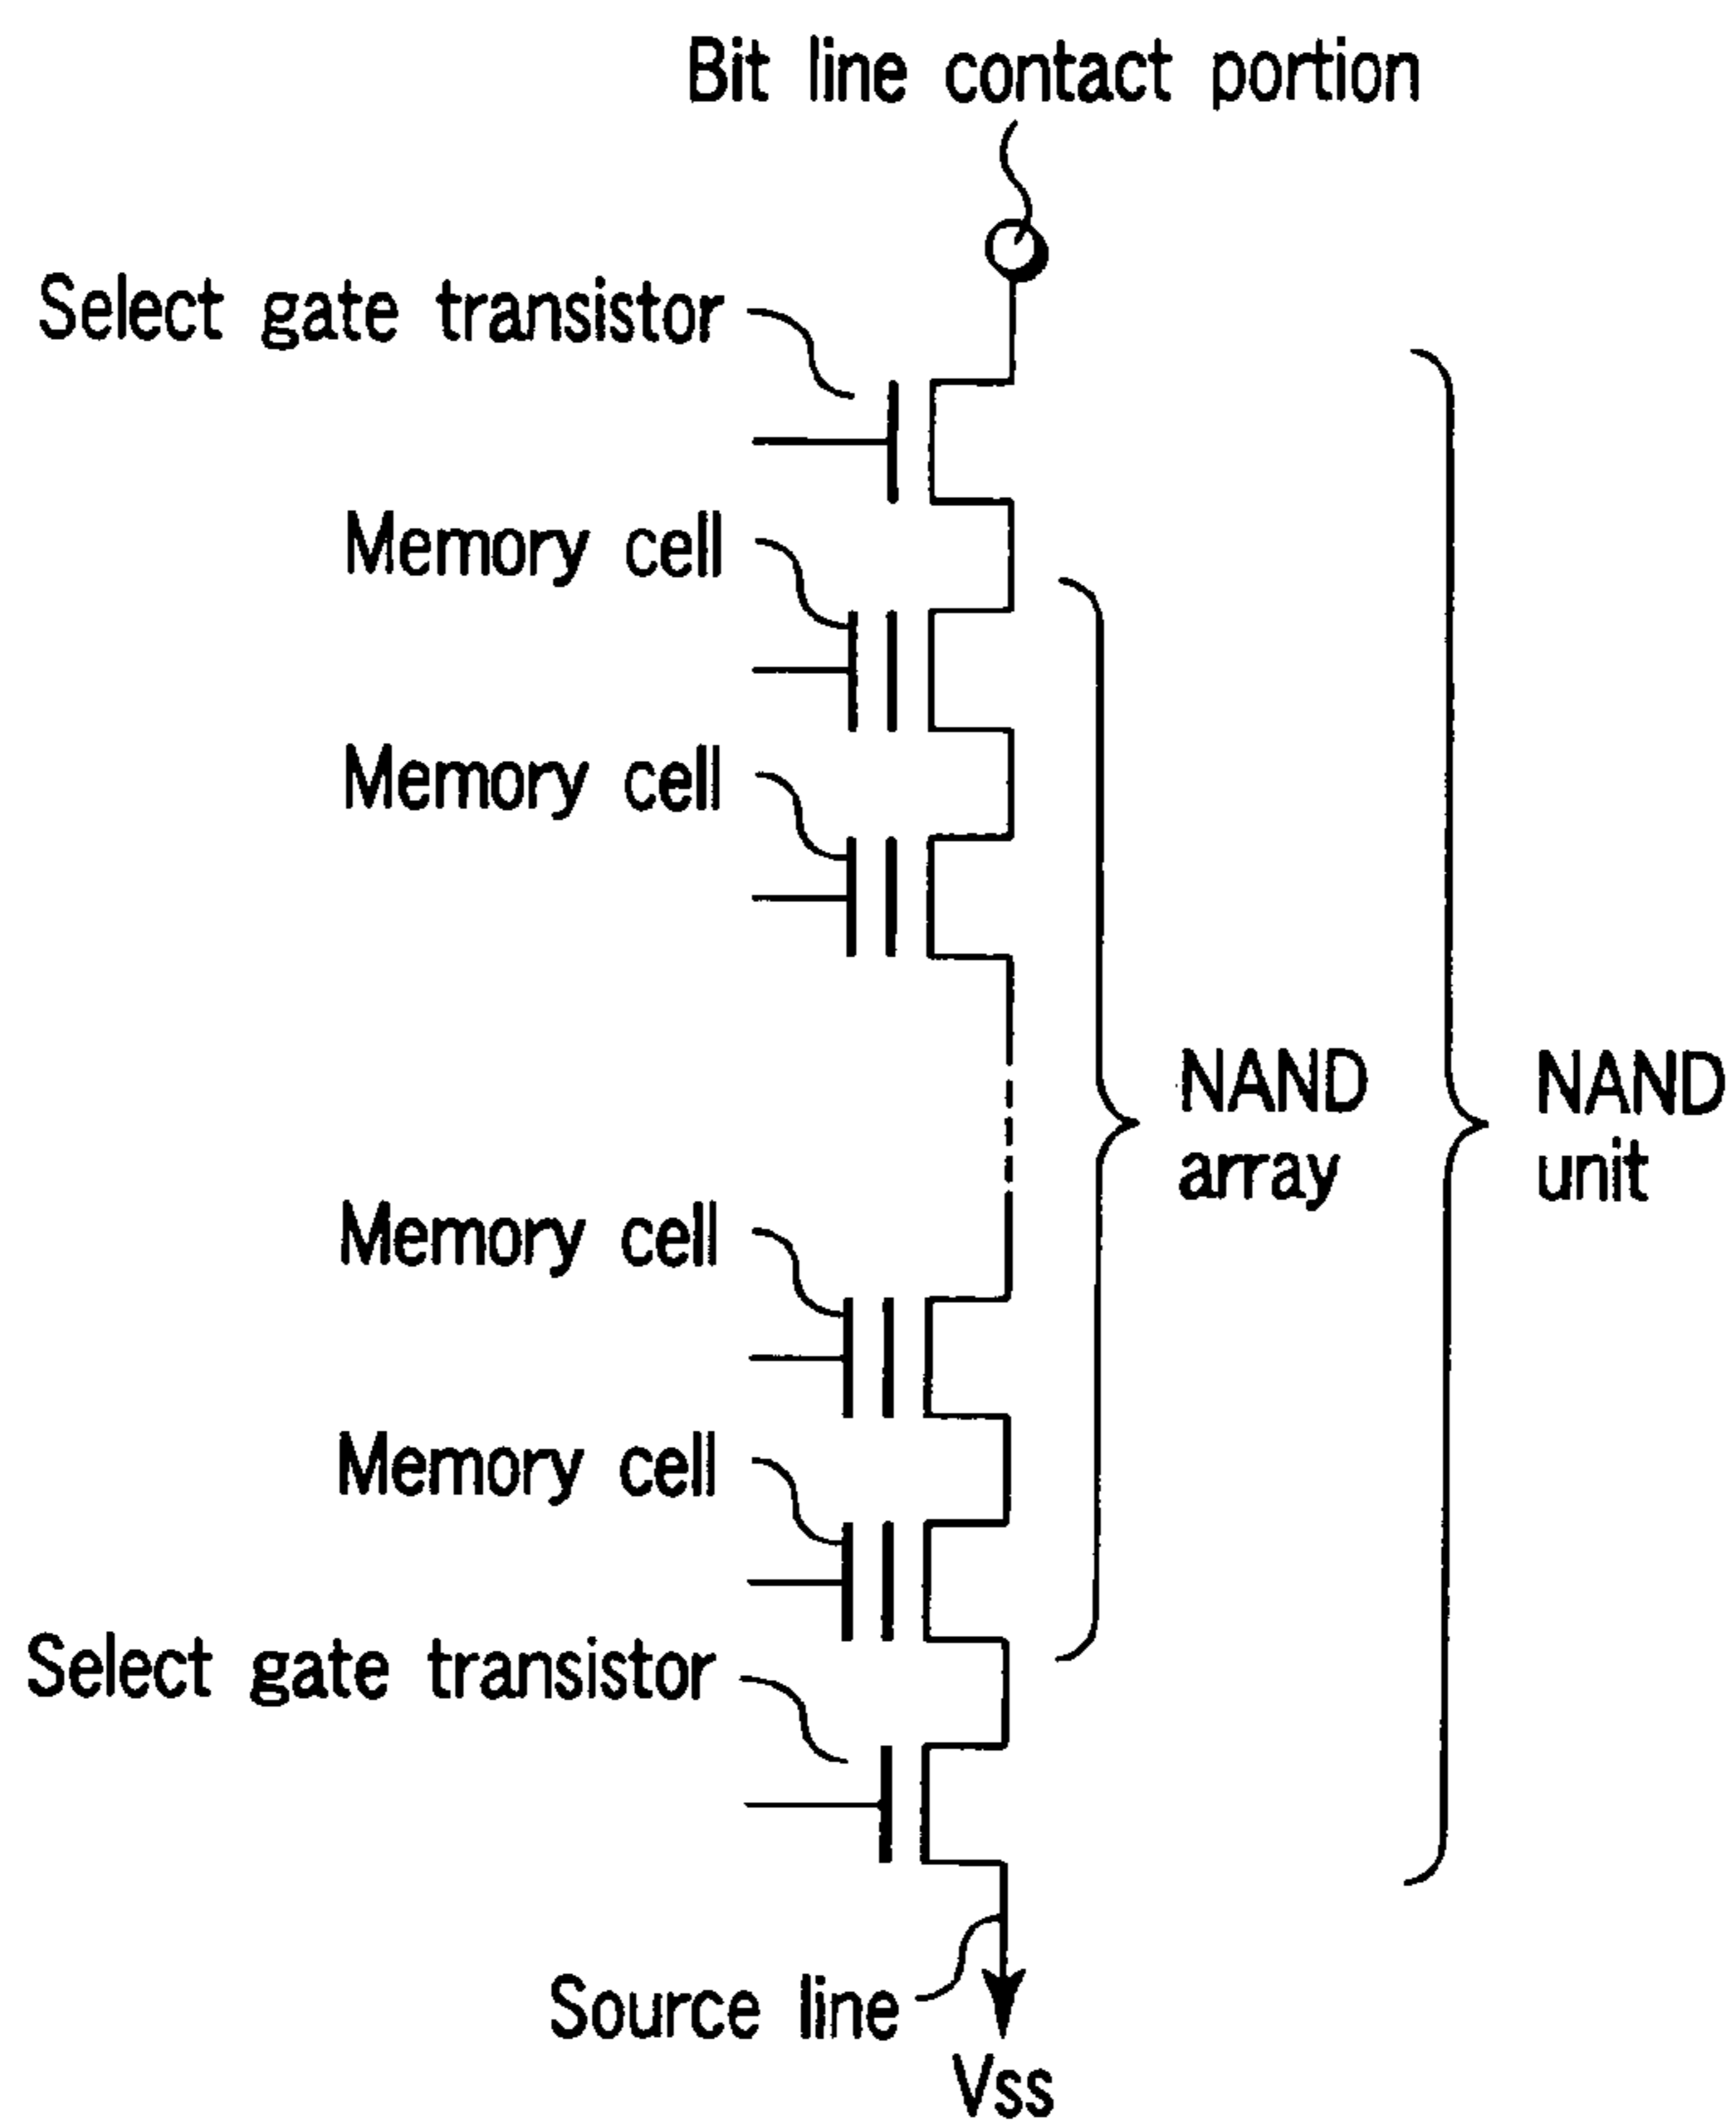 Bit line contact portion
Select gate transistor
Memory cell
Memory cell
NAND
array
NAND
unit
Memory cell
Memory cell
Select gate transistor
Source line
Vss